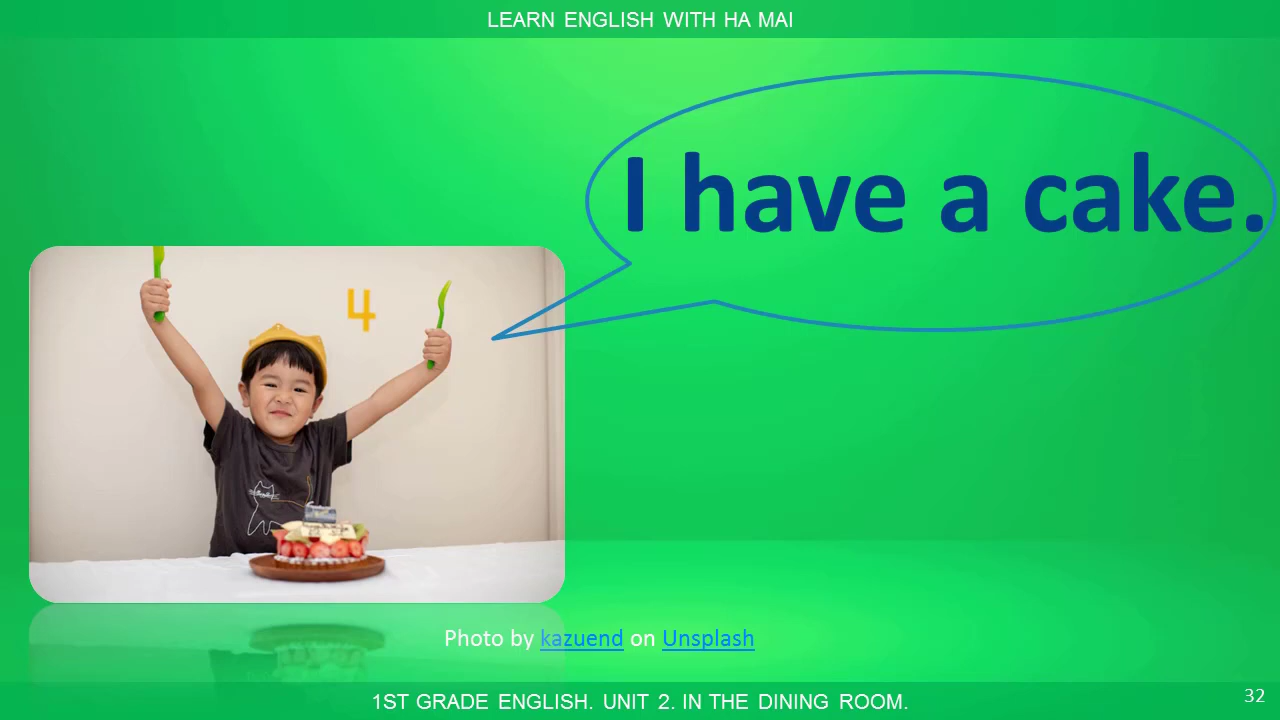 LEARN ENGLISH WITH HA MAI
I have a cake.
4
Photo by kazuend on Unsplash
1ST GRADE ENGLISH. UNIT 2. IN THE DINING ROOM.
32